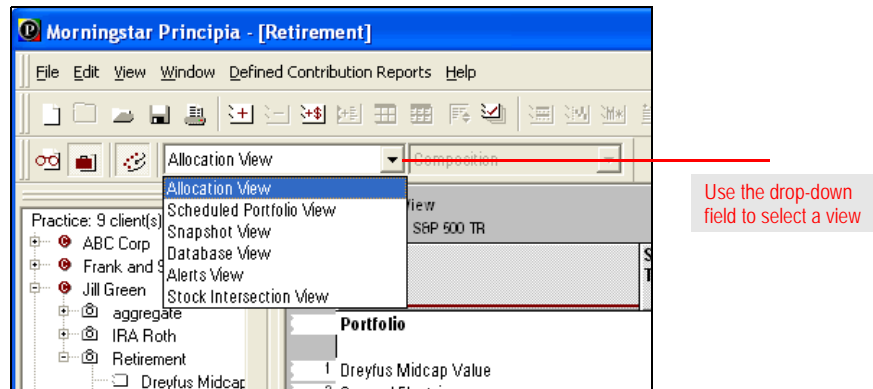 Morningstar Principia - [Retirement]
File Edit View Window Defined Contribution Reports Help
Allocation View
Composition
Allocation View
Scheduled Portfolio View
Snapshot View
Database View
Alerts View
Stock Intersection View
View
S&P 500 TR
Use the drop-down
field to select a view
Practice: 9 client(s)
ABC Corp
Frank and
Jill Green
aggregate
IRA Roth
Retirement
Dreyfus Midcap
Portfolio
1 Dreyfus Midcap Value